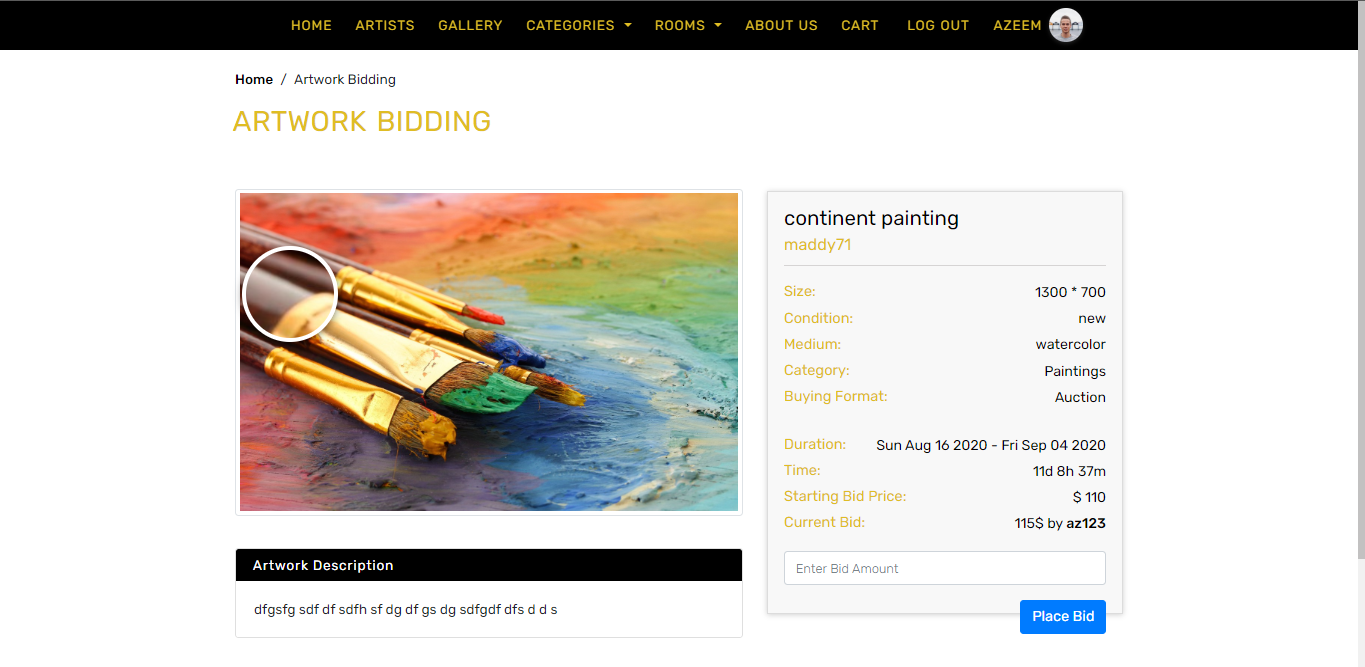 HOME ARTISTS GALLERY CATEGORIES ROOMS ABOUT US CART LOG OUT AZEEM
Home / Artwork Bidding
ARTWORK BIDDING
continent painting
maddy71
Size: 1300 * 700
Condition: new
Medium: watercolor
Category: Paintings
Buying Format: Auction
Duration: Sun Aug 16 2020 - Fri Sep 04 2020
Time: 11d 8h 37m
Starting Bid Price: $ 110
Current Bid: 115$ by az123
Enter Bid Amount
Place Bid
Artwork Description
dfgsfg sdf df sdfh sf dg df gs dg sdfgdf dfs d d s